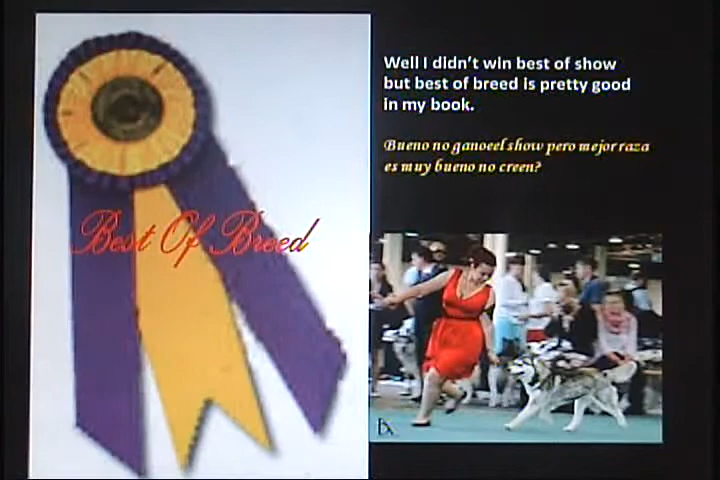 Best Of Breed
Well I didn't win best of show
but best of breed is pretty good
in my book.
Bueno no ganoeel show pero mejor raza
es muy bueno no creen?